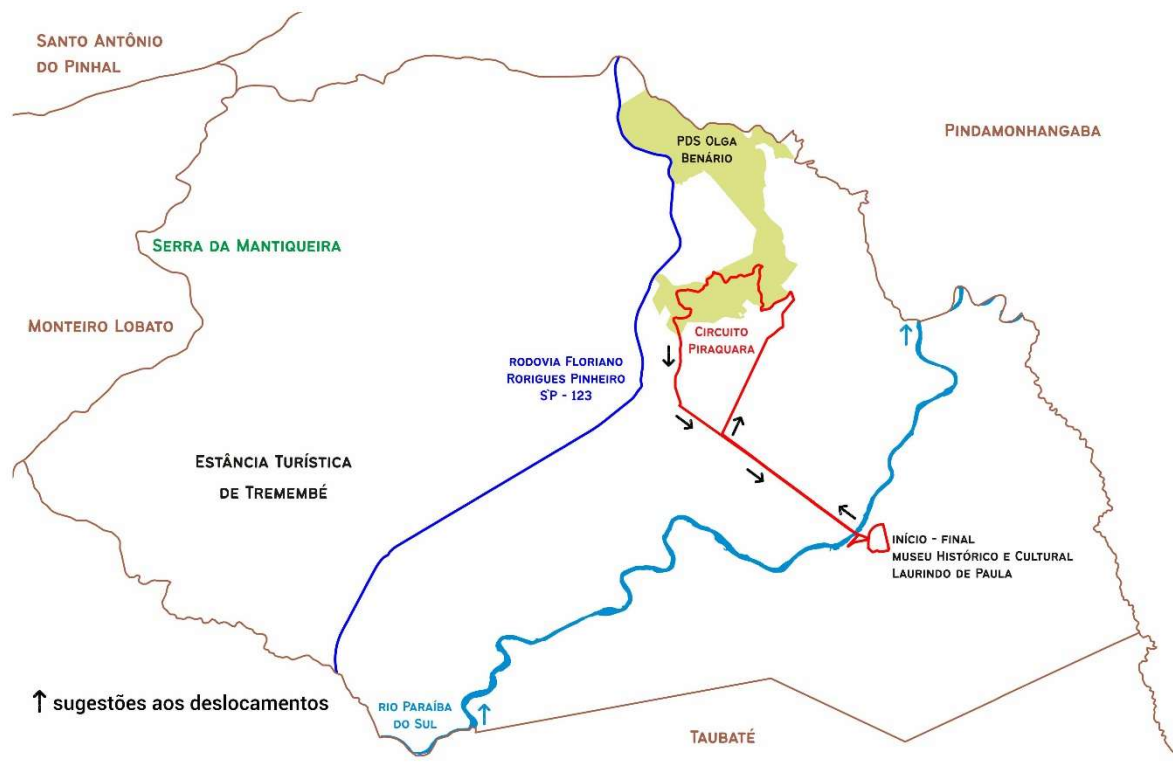 SANTO ANTÔNIO
DO PINHAL
PINDAMONHANGABA
PDS OLGA
BENÁRIO
SERRA DA MANTIQUEIRA
MONTEIRO LOBATO
CIRCUITO
PIRAQUARA
RODOVIA FLORIANO
RORIGUES PINHEIRO
SP - 123
ESTÂNCIA TURÍSTICA
DE TREMEMBÉ
INÍCIO - FINAL
MUSEU HISTÓRICO E CULTURAL
LAURINDO DE PAULA
↑ sugestões aos deslocamentos
RIO PARAÍBA
DO SUL
TAUBATÉ